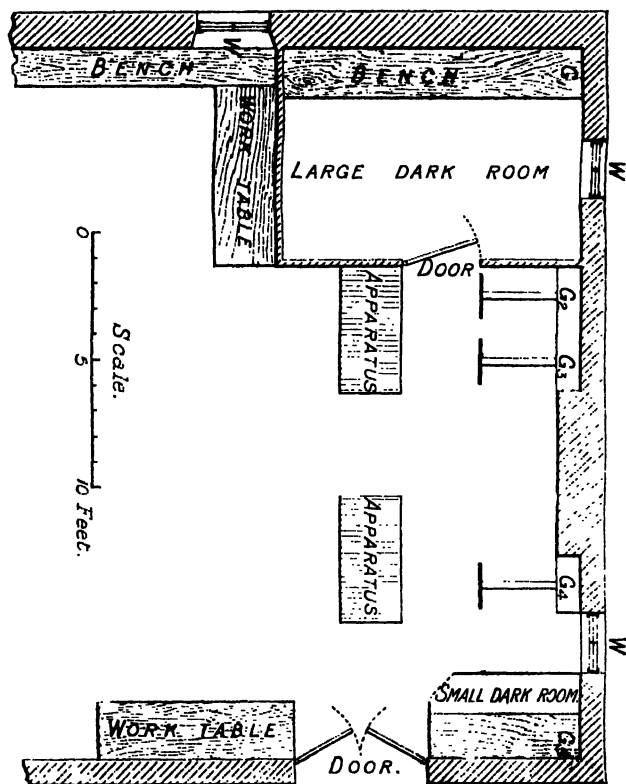 W
BENCH
BENCH.
G
WORK TABLE
LARGE DARK ROOM
W
DOOR
APPARATUS
G2
G3
0
5
10 Feet.
Scale.
APPARATUS
G4
W
SMALL DARK ROOM.
WORK TABLE
DOOR.